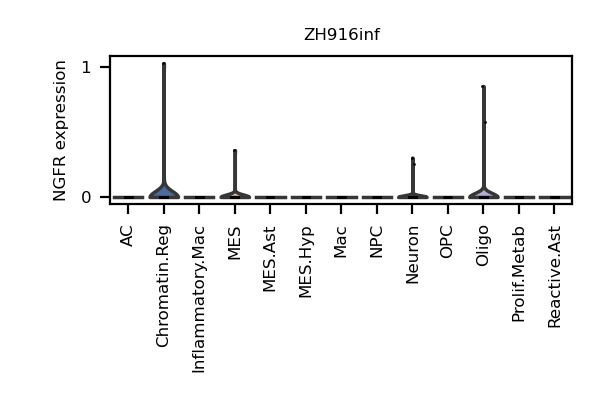 ZH916inf
NGFR expression
1
0
AC
Chromatin.Reg
Inflammatory.Mac
MES
MES.Ast
MES.Hyp
Mac
NPC
Neuron
OPC
Oligo
Prolif.Metab
Reactive.Ast